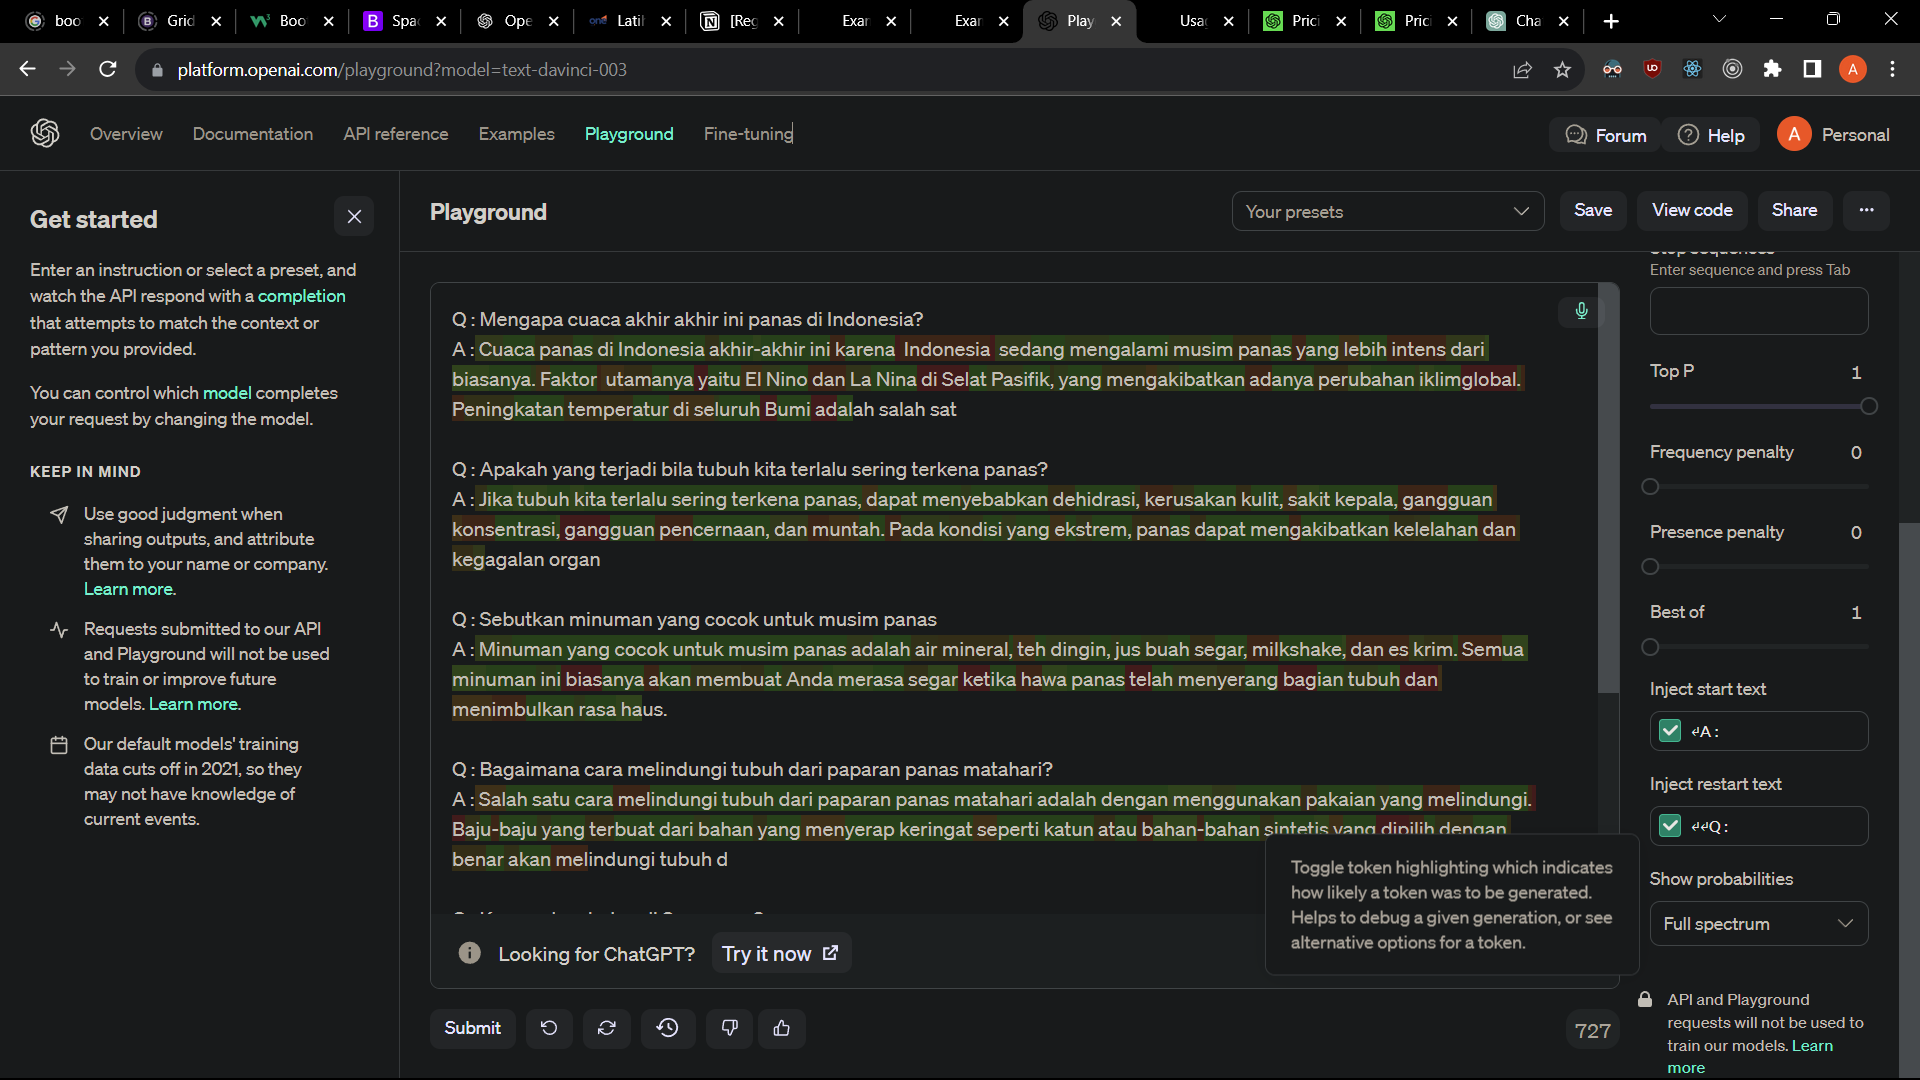 boo
Grid
Boo
Spa
Ope
Latil
[Reg
Exar
Exar
Play
Usa
Prici
Prici
Cha
platform.openai.com/playground?model=text-davinci-003
A
Overview
Documentation
API reference
Examples
Playground
Fine-tuning
Forum
Help
A
Personal
Get started
Enter an instruction or select a preset, and
watch the API respond with a completion
that attempts to match the context or
pattern you provided.
You can control which model completes
your request by changing the model.
KEEP IN MIND
Use good judgment when
sharing outputs, and attribute
them to your name or company.
Learn more.
Requests submitted to our API
and Playground will not be used
to train or improve future
models. Learn more.
Our default models' training
data cuts off in 2021, so they
may not have knowledge of
current events.
Playground
Your presets
Save
View code
Share
...
Q : Mengapa cuaca akhir akhir ini panas di Indonesia?
A : Cuaca panas di Indonesia akhir-akhir ini karena Indonesia sedang mengalami musim panas yang lebih intens dari
biasanya. Faktor utamanya yaitu El Nino dan La Nina di Selat Pasifik, yang mengakibatkan adanya perubahan iklimglobal.
Peningkatan temperatur di seluruh Bumi adalah salah sat
Q : Apakah yang terjadi bila tubuh kita terlalu sering terkena panas?
A : Jika tubuh kita terlalu sering terkena panas, dapat menyebabkan dehidrasi, kerusakan kulit, sakit kepala, gangguan
konsentrasi, gangguan pencernaan, dan muntah. Pada kondisi yang ekstrem, panas dapat mengakibatkan kelelahan dan
kegagalan organ
Q : Sebutkan minuman yang cocok untuk musim panas
A : Minuman yang cocok untuk musim panas adalah air mineral, teh dingin, jus buah segar, milkshake, dan es krim. Semua
minuman ini biasanya akan membuat Anda merasa segar ketika hawa panas telah menyerang bagian tubuh dan
menimbulkan rasa haus.
Q : Bagaimana cara melindungi tubuh dari paparan panas matahari?
A : Salah satu cara melindungi tubuh dari paparan panas matahari adalah dengan menggunakan pakaian yang melindungi.
Baju-baju yang terbuat dari bahan yang menyerap keringat seperti katun atau bahan-bahan sintetis yang dipilih dengan
benar akan melindungi tubuh d
Looking for ChatGPT?
Try it now
Submit
727
Stop sequences
Enter sequence and press Tab
Top P
1
Frequency penalty
0
Presence penalty
0
Best of
1
Inject start text
↵A :
Inject restart text
↵↵Q :
Show probabilities
Full spectrum
Toggle token highlighting which indicates
how likely a token was to be generated.
Helps to debug a given generation, or see
alternative options for a token.
API and Playground
requests will not be used to
train our models. Learn
more